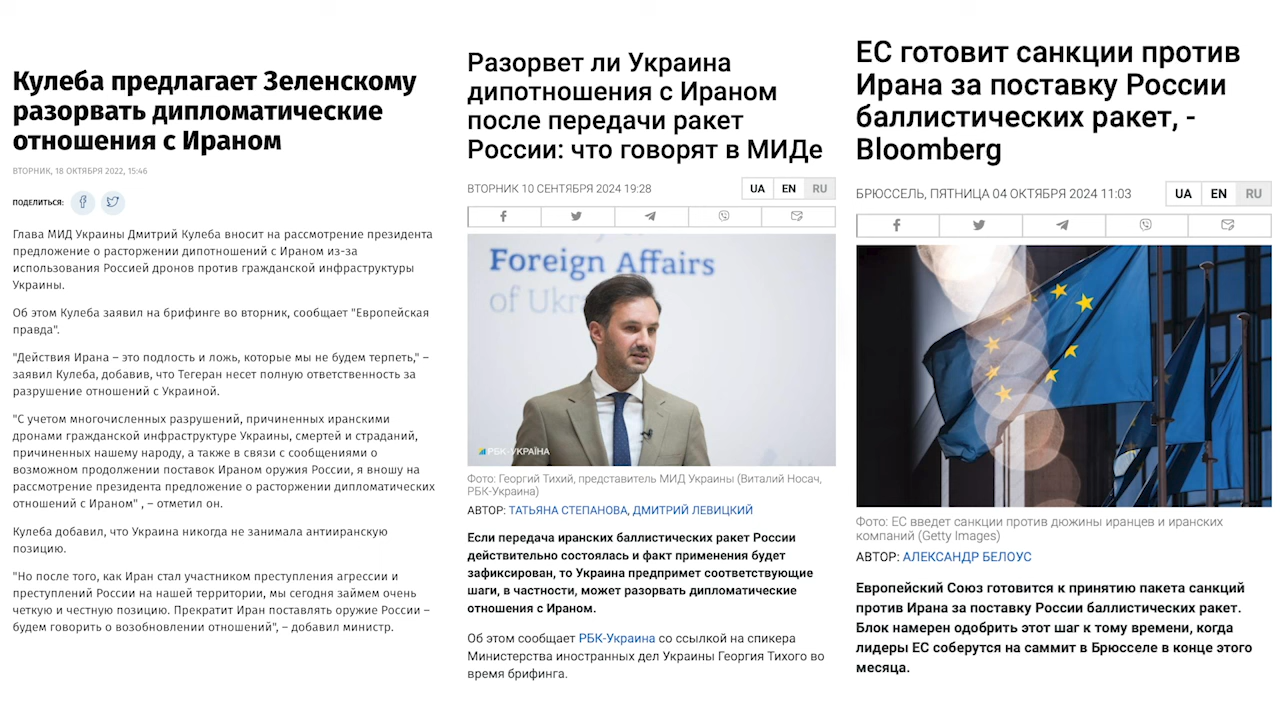 Кулеба предлагает Зеленскому
разорвать дипломатические
отношения с Ираном
ВТОРНИК, 18 ОКТЯБРЯ 2022, 15:46
ПОДЕЛИТЬСЯ:
Глава МИД Украины Дмитрий Кулеба вносит на рассмотрение президента
предложение о расторжении дипотношений с Ираном из-за
использования Россией дронов против гражданской инфраструктуры
Украины.
Об этом Кулеба заявил на брифинге во вторник, сообщает "Европейская
правда".
"Действия Ирана – это подлость и ложь, которые мы не будем терпеть," –
заявил Кулеба, добавив, что Тегеран несет полную ответственность за
разрушение отношений с Украиной.
"С учетом многочисленных разрушений, причиненных иранскими
дронами гражданской инфраструктуре Украины, смертей и страданий,
причиненных нашему народу, а также в связи с сообщениями о
возможном продолжении поставок Ираном оружия России, я вношу на
рассмотрение президента предложение о расторжении дипломатических
отношений с Ираном" , – отметил он.
Кулеба добавил, что Украина никогда не занимала антииранскую
позицию.
"Но после того, как Иран стал участником преступления агрессии и
преступлений России на нашей территории, мы сегодня займем очень
четкую и честную позицию. Прекратит Иран поставлять оружие России –
будем говорить о возобновлении отношений", – добавил министр.
Разорвет ли Украина
дипотношения с Ираном
после передачи ракет
России: что говорят в МИДе
ВТОРНИК 10 СЕНТЯБРЯ 2024 19:28
UA EN RU
Foreign Affairs
of Ukr
РБК-УКРАЇНА
Фото: Георгий Тихий, представитель МИД Украины (Виталий Носач,
РБК-Украина)
АВТОР: ТАТЬЯНА СТЕПАНОВА, ДМИТРИЙ ЛЕВИЦКИЙ
Если передача иранских баллистических ракет России
действительно состоялась и факт применения будет
зафиксирован, то Украина предпримет соответствующие
шаги, в частности, может разорвать дипломатические
отношения с Ираном.
Об этом сообщает РБК-Украина со ссылкой на спикера
Министерства иностранных дел Украины Георгия Тихого во
время брифинга.
ЕС готовит санкции против
Ирана за поставку России
баллистических ракет, -
Bloomberg
БРЮССЕЛЬ, ПЯТНИЦА 04 ОКТЯБРЯ 2024 11:03
UA EN RU
Фото: ЕС введет санкции против дюжины иранцев и иранских
компаний (Getty Images)
АВТОР: АЛЕКСАНДР БЕЛОУС
Европейский Союз готовится к принятию пакета санкций
против Ирана за поставку России баллистических ракет.
Блок намерен одобрить этот шаг к тому времени, когда
лидеры ЕС соберутся на саммит в Брюсселе в конце этого
месяца.